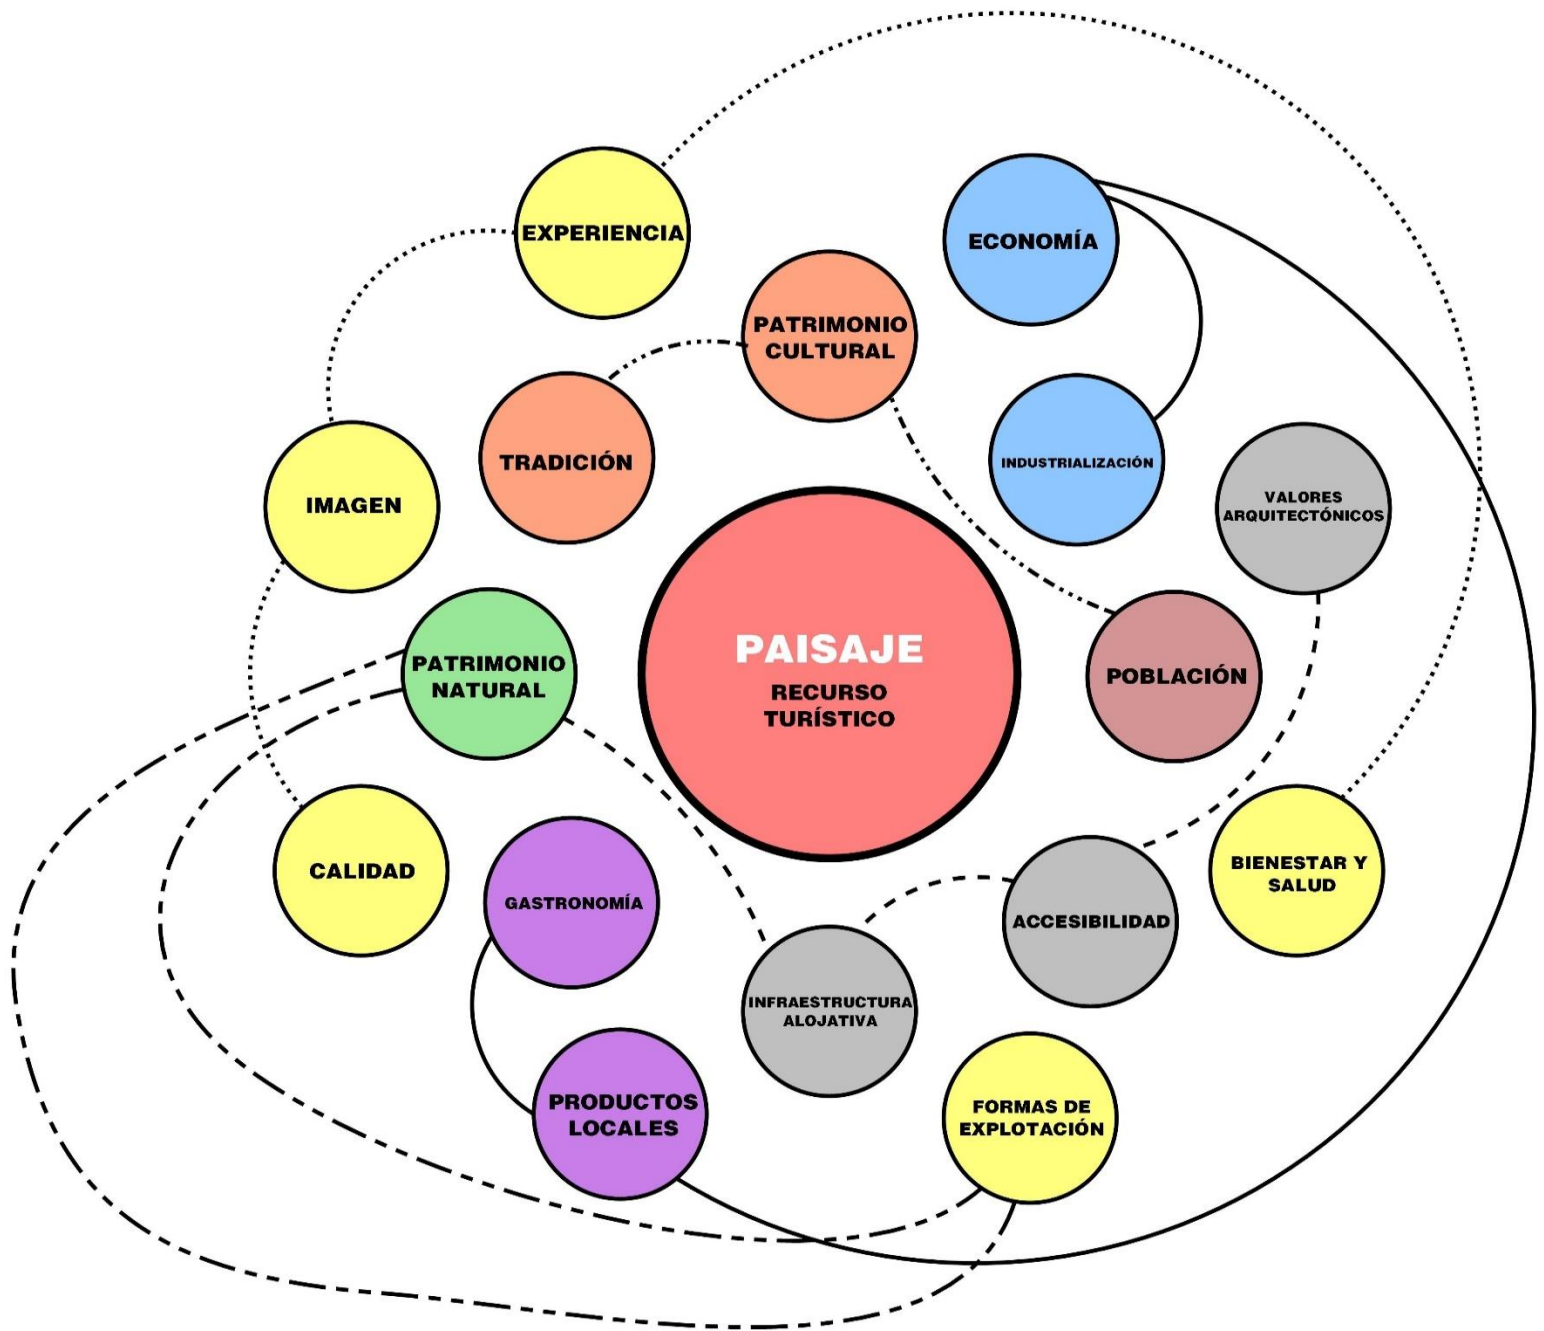 EXPERIENCIA
ECONOMÍA
PATRIMONIO
CULTURAL
TRADICIÓN
INDUSTRIALIZACIÓN
IMAGEN
VALORES
ARQUITECTÓNICOS
PATRIMONIO
NATURAL
PAISAJE
RECURSO
TURÍSTICO
POBLACIÓN
CALIDAD
GASTRONOMÍA
BIENESTAR Y
SALUD
ACCESIBILIDAD
INFRAESTRUCTURA
ALOJATIVA
PRODUCTOS
LOCALES
FORMAS DE
EXPLOTACIÓN